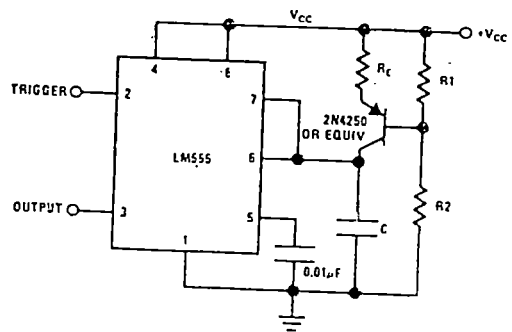 VCC
+VCC
4
8
RE
R1
TRIGGER
2
7
2N4250
OR EQUIV
LM555
6
OUTPUT
3
5
C
R2
1
0.01µF